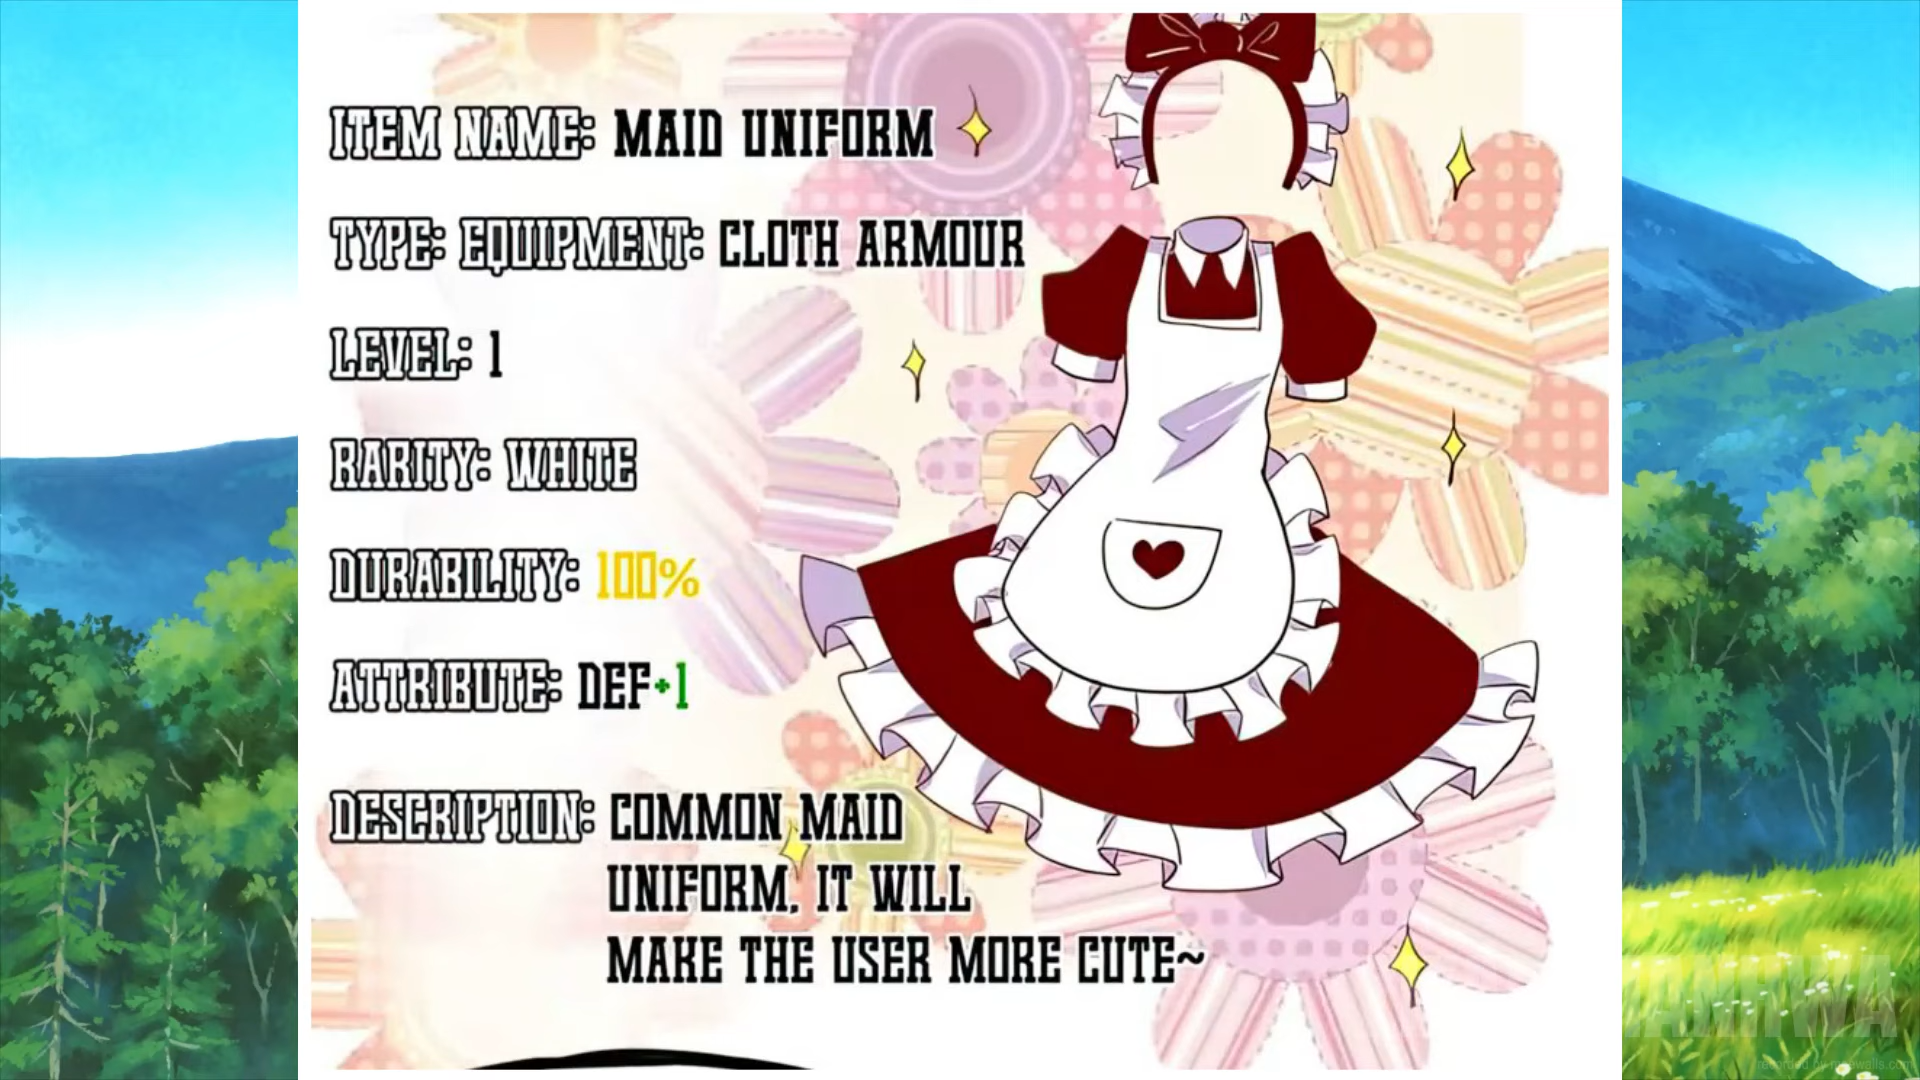 ITEM NAME: MAID UNIFORM
TYPE: EQUIPMENT: CLOTH ARMOUR
LEVEL: 1
RARITY: WHITE
DURABILITY: 100%
ATTRIBUTE: DEF+1
DESCRIPTION: COMMON MAID
UNIFORM, IT WILL
MAKE THE USER MORE CUTE~